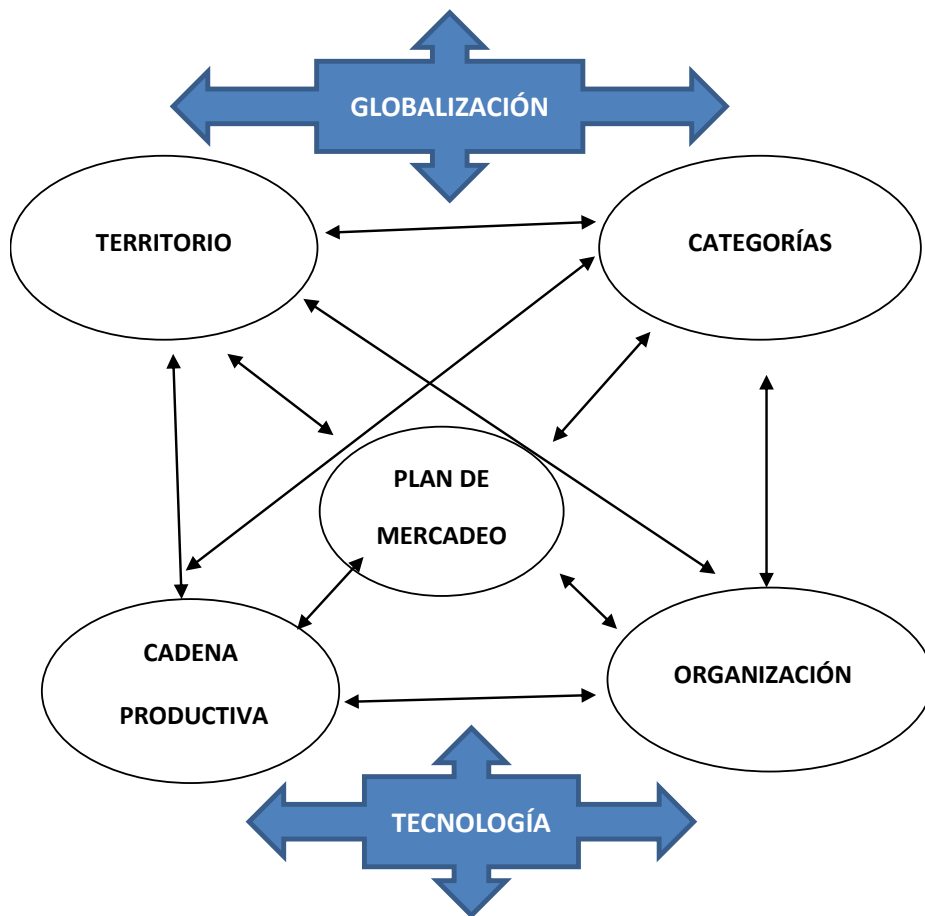 GLOBALIZACIÓN
TERRITORIO
CATEGORÍAS
PLAN DE
MERCADEO
CADENA
PRODUCTIVA
ORGANIZACIÓN
TECNOLOGÍA